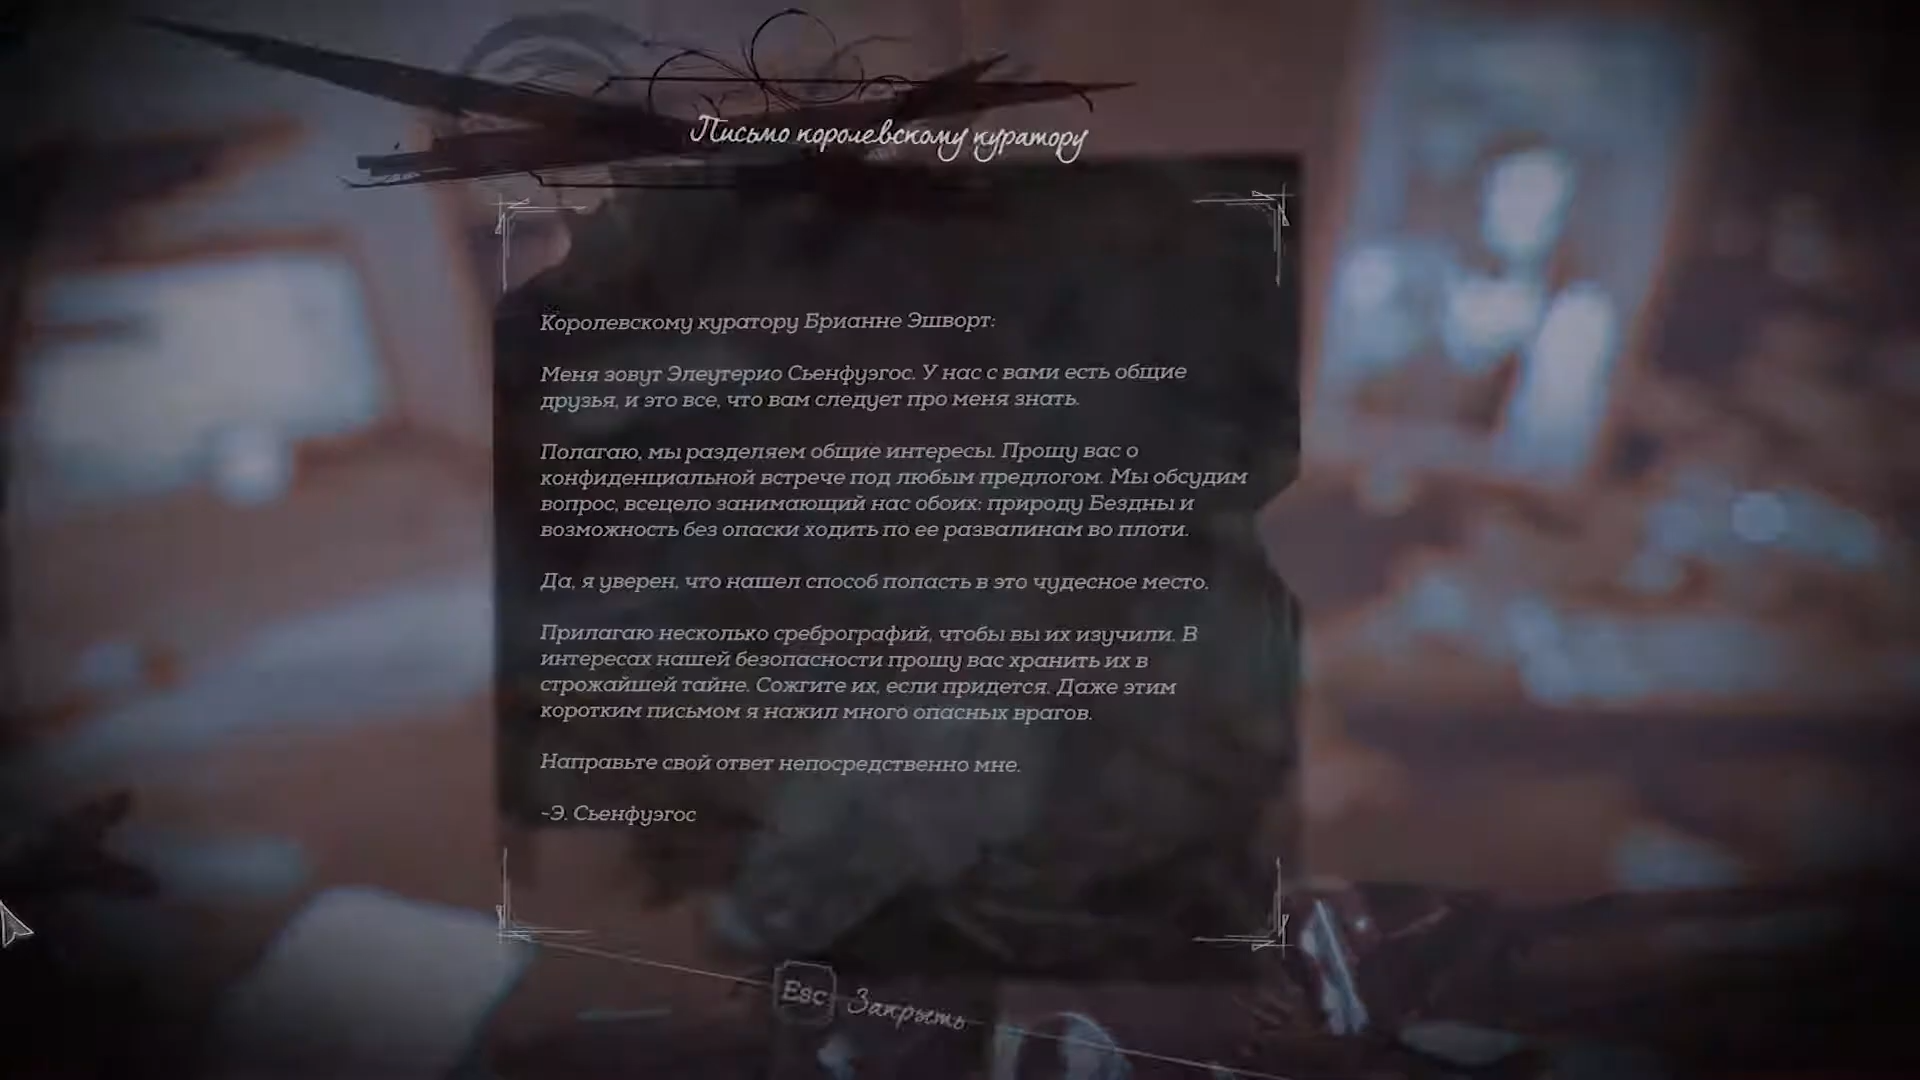 Письмо королевскому куратору
Королевскому куратору Брианне Эшворт:
Меня зовут Элеутерио Сьенфуэгос. У нас с вами есть общие
друзья, и это все, что вам следует про меня знать.
Полагаю, мы разделяем общие интересы. Прошу вас о
конфиденциальной встрече под любым предлогом. Мы обсудим
вопрос, всецело занимающий нас обоих: природу Бездны и
возможность без опаски ходить по ее развалинам во плоти.
Да, я уверен, что нашел способ попасть в это чудесное место.
Прилагаю несколько сребрографий, чтобы вы их изучили. В
интересах нашей безопасности прошу вас хранить их в
строжайшей тайне. Сожгите их, если придется. Даже этим
коротким письмом я нажил много опасных врагов.
Направьте свой ответ непосредственно мне.
-Э. Сьенфуэгос
Esc Закрыть